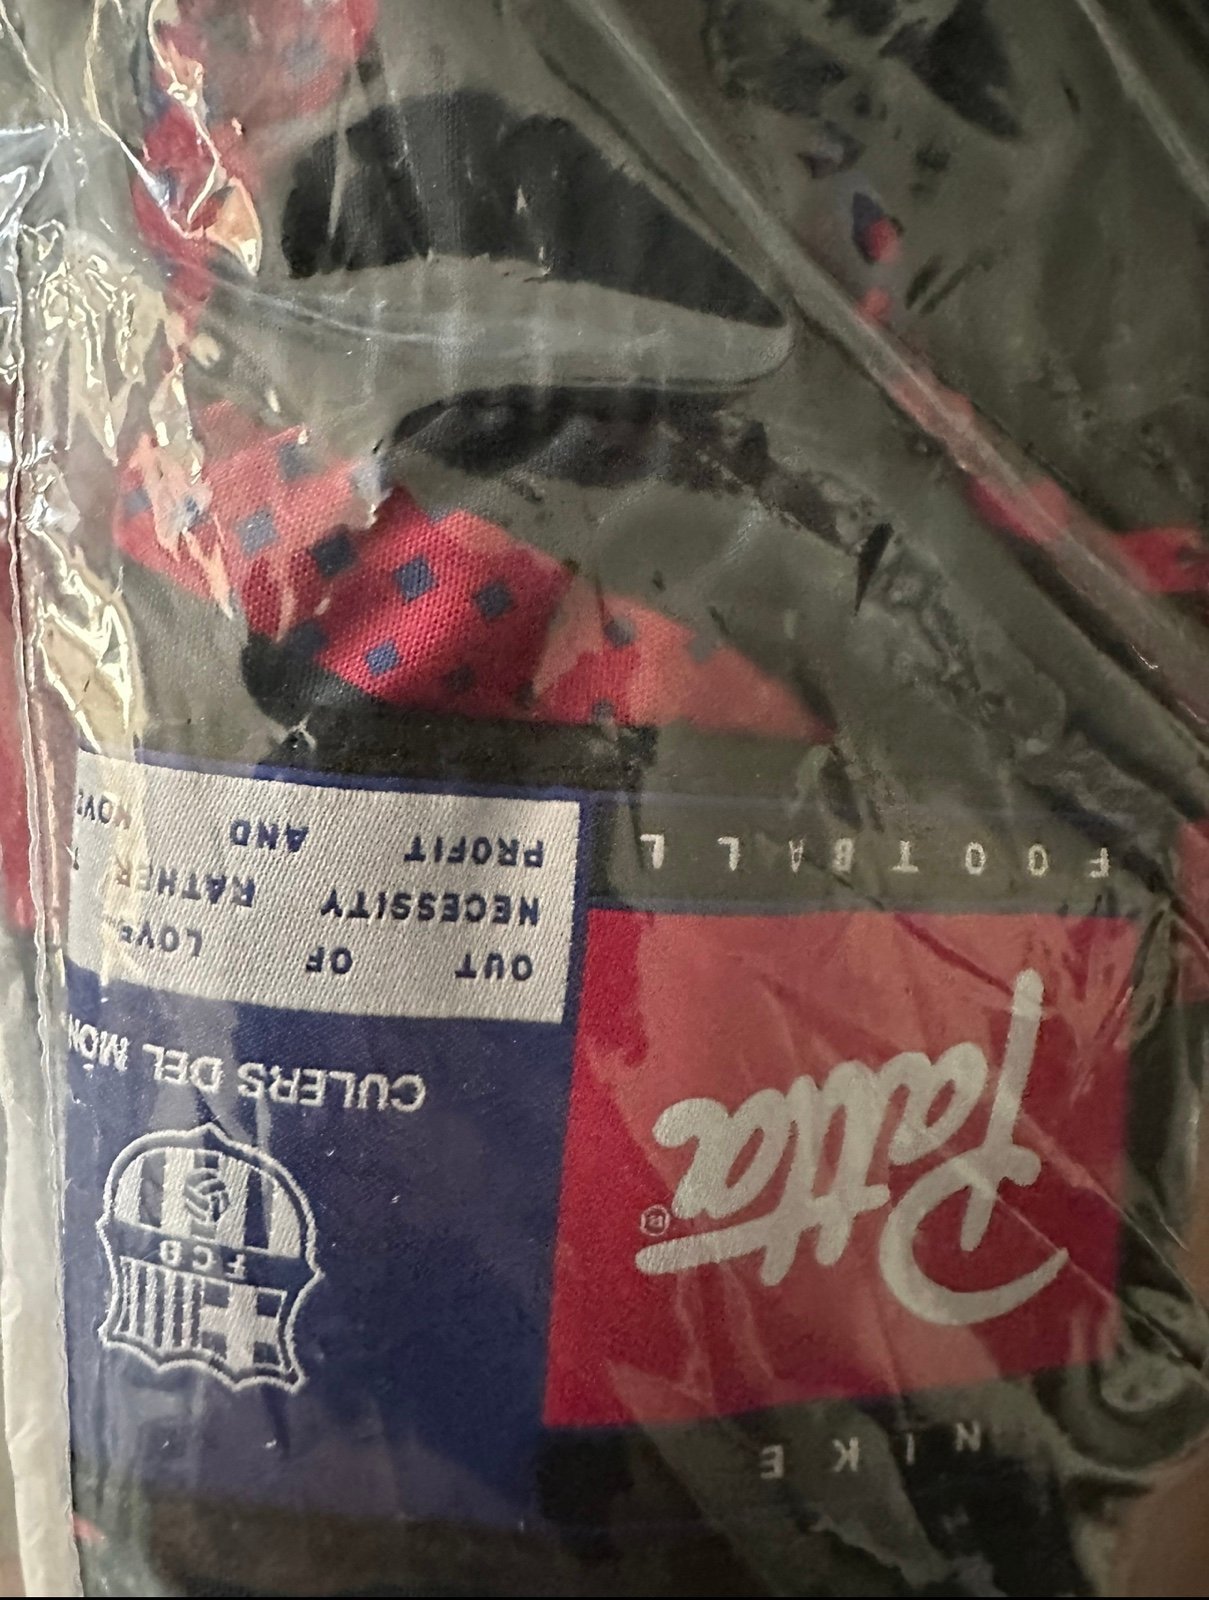 NIKE
Patta®
FOOTBALL
FCB
CULERS DEL MÓN
OUT OF LOVE
NECESSITY RATHER
PROFIT AND